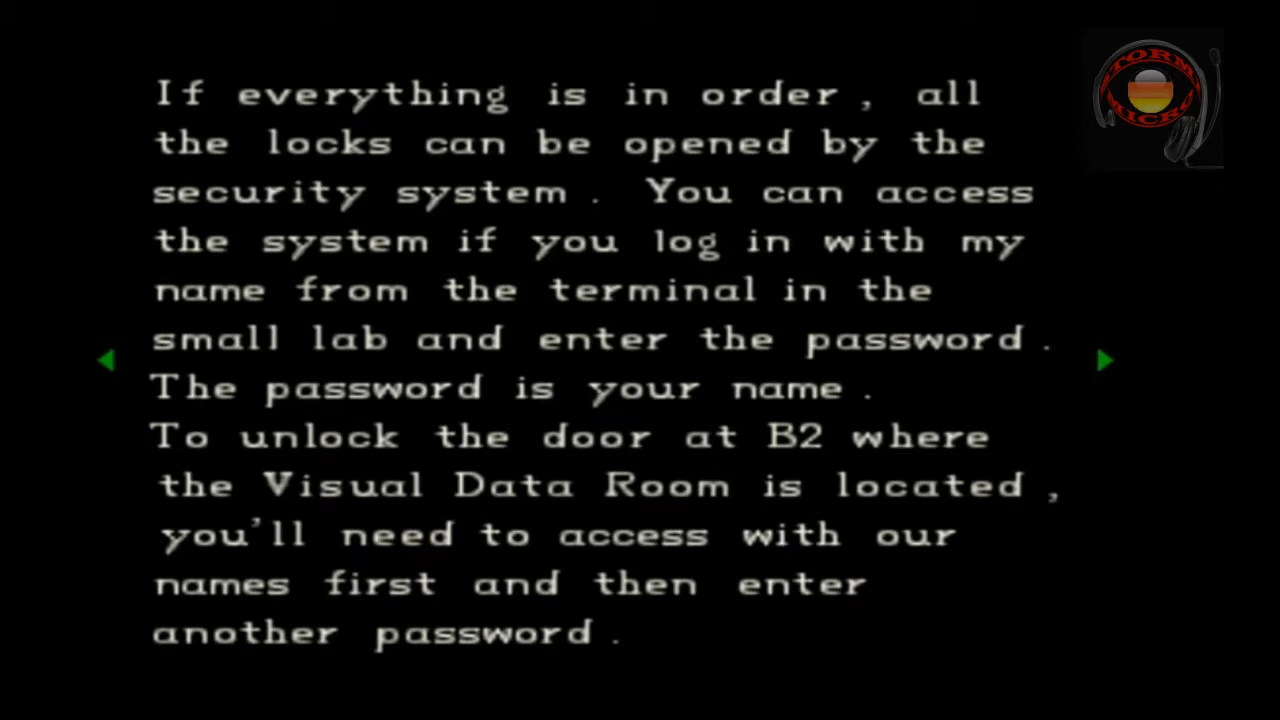 If everything is in order, all
the locks can be opened by the
security system. You can access
the system if you log in with my
name from the terminal in the
small lab and enter the password.
The password is your name.
To unlock the door at B2 where
the Visual Data Room is located,
you'll need to access with our
names first and then enter
another password.
STORM
MICRO